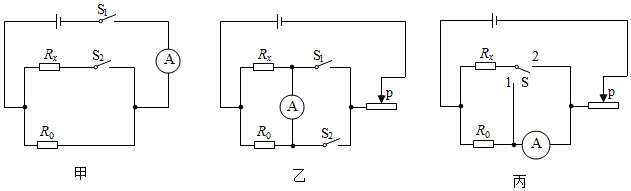 S₁
Rₓ S₂
A
R₀
甲
Rₓ S₁
A P
R₀ S₂
乙
Rₓ 2
1 S P
R₀ A
丙